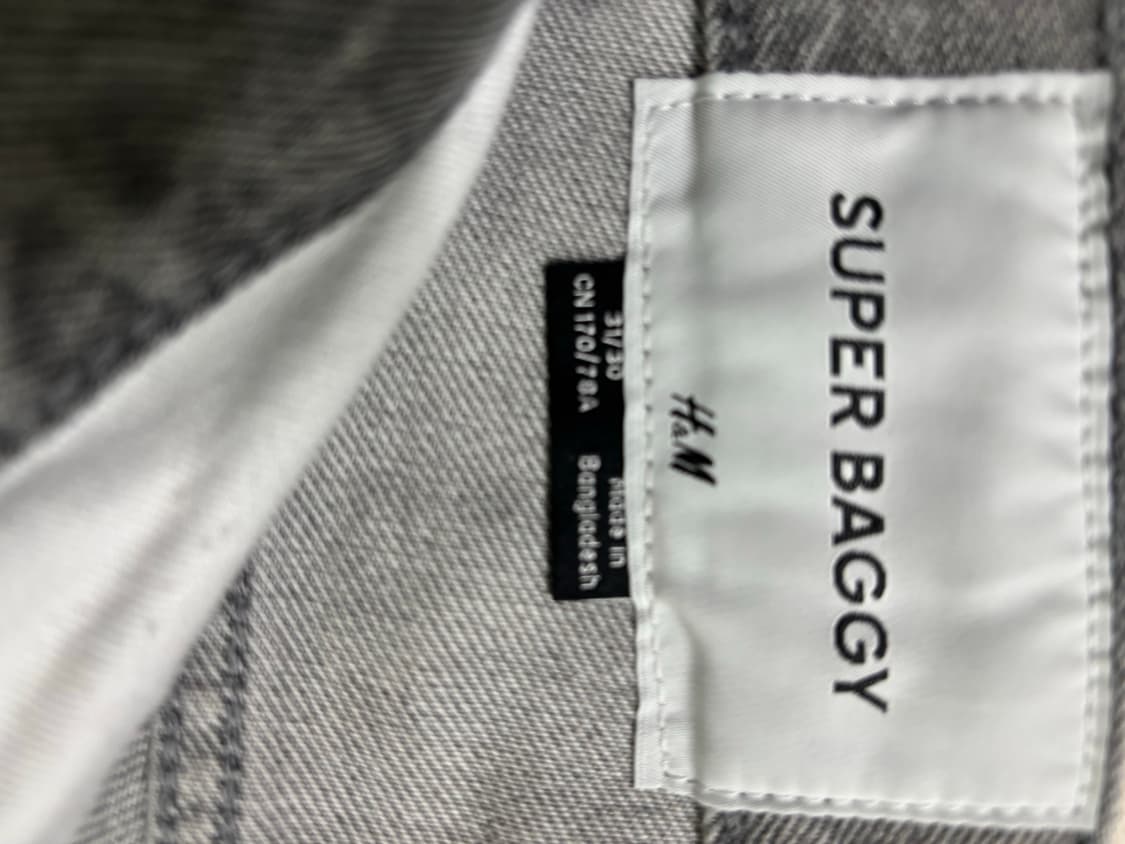 SUPER BAGGY
H&M
31/30 Made in
CN 170/78A Bangladesh